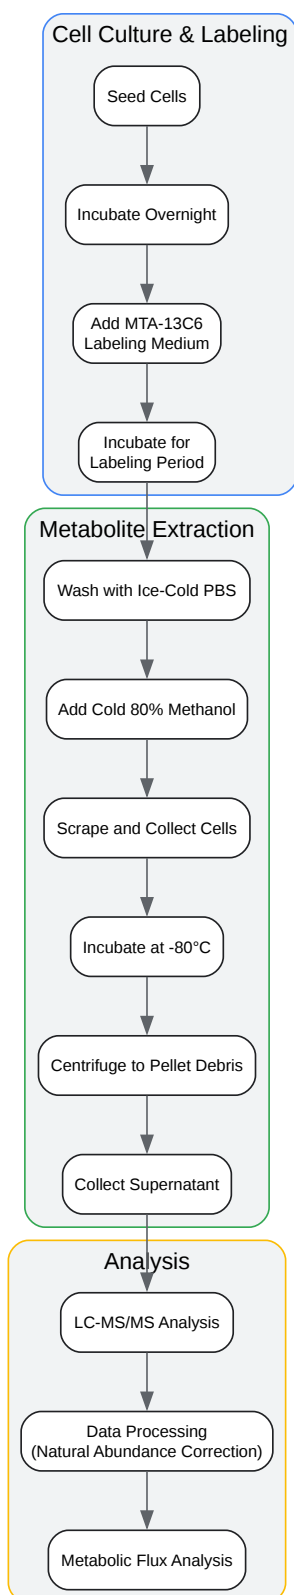 Cell Culture & Labeling
Seed Cells
Incubate Overnight
Add MTA-13C6
Labeling Medium
Incubate for
Labeling Period
Metabolite Extraction
Wash with Ice-Cold PBS
Add Cold 80% Methanol
Scrape and Collect Cells
Incubate at -80°C
Centrifuge to Pellet Debris
Collect Supernatant
Analysis
LC-MS/MS Analysis
Data Processing
(Natural Abundance Correction)
Metabolic Flux Analysis